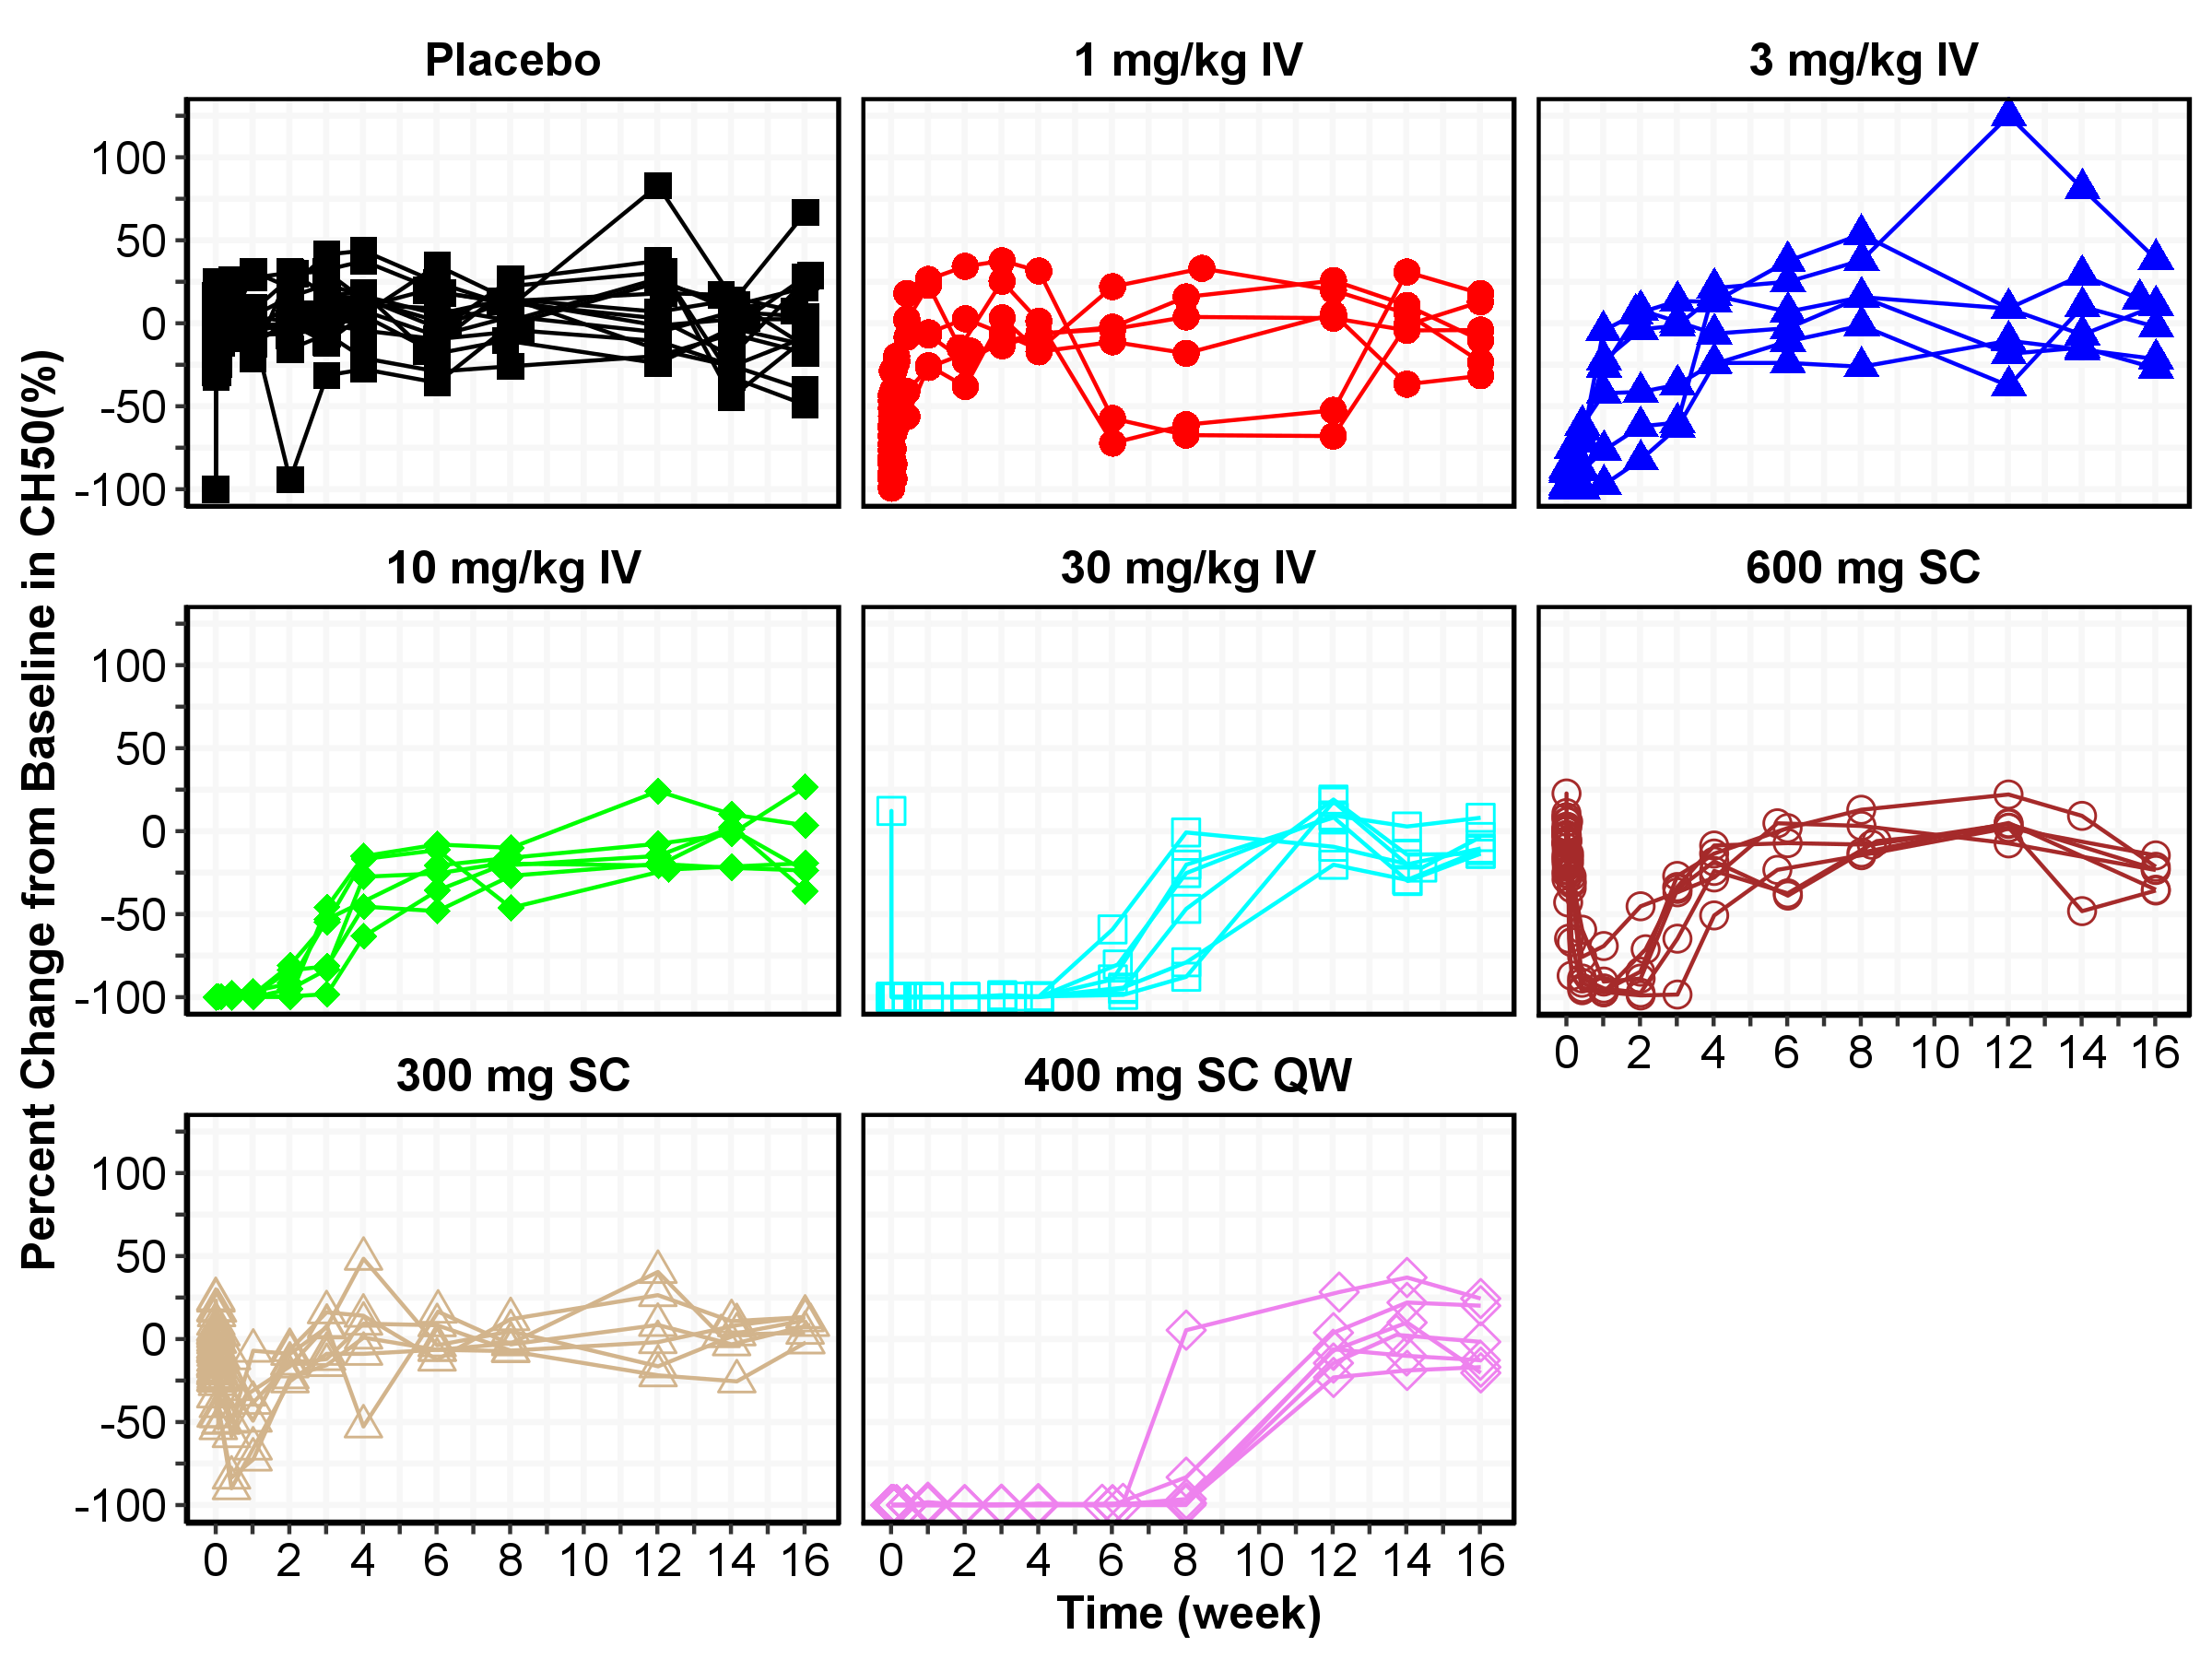 Placebo
1 mg/kg IV
3 mg/kg IV
100
50
0
-50
-100
10 mg/kg IV
30 mg/kg IV
600 mg SC
100
50
0
-50
-100
0 2 4 6 8 10 12 14 16
300 mg SC
400 mg SC QW
100
50
0
-50
-100
0 2 4 6 8 10 12 14 16
0 2 4 6 8 10 12 14 16
Time (week)
Percent Change from Baseline in CH50(%)